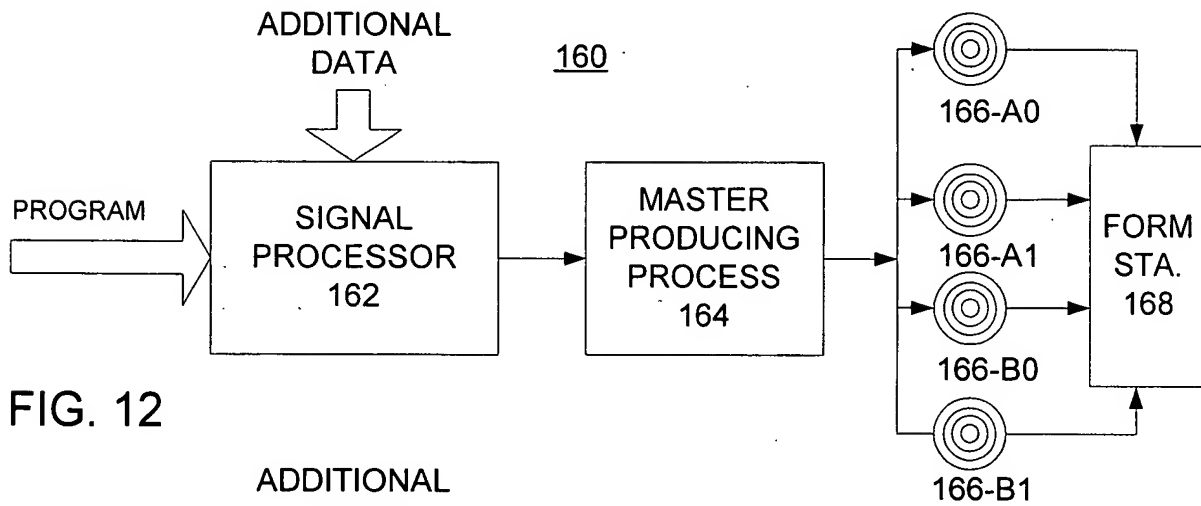 ADDITIONAL
DATA
160
PROGRAM
SIGNAL
PROCESSOR
162
MASTER
PRODUCING
PROCESS
164
166-A0
166-A1
166-B0
166-B1
FORM
STA.
168
FIG. 12
ADDITIONAL